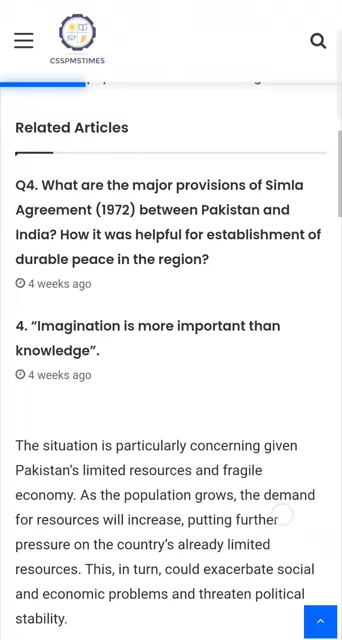 CSSPMSTIMES
Related Articles
Q4. What are the major provisions of Simla
Agreement (1972) between Pakistan and
India? How it was helpful for establishment of
durable peace in the region?
4 weeks ago
4. “Imagination is more important than
knowledge”.
4 weeks ago
The situation is particularly concerning given
Pakistan’s limited resources and fragile
economy. As the population grows, the demand
for resources will increase, putting further
pressure on the country’s already limited
resources. This, in turn, could exacerbate social
and economic problems and threaten political
stability.